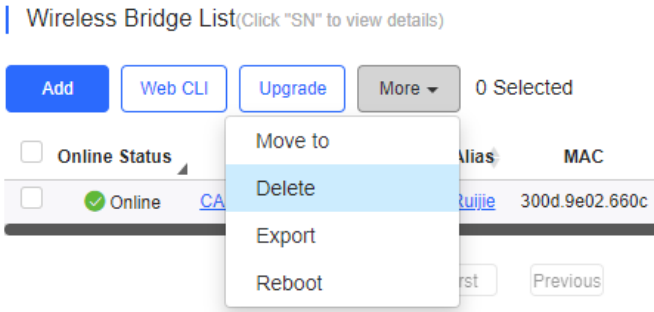 Wireless Bridge List(Click "SN" to view details)
Add Web CLI Upgrade More 0 Selected
Move to
Online Status Alias MAC
Delete
Online CA Ruijie 300d.9e02.660c
Export
Reboot
Previous